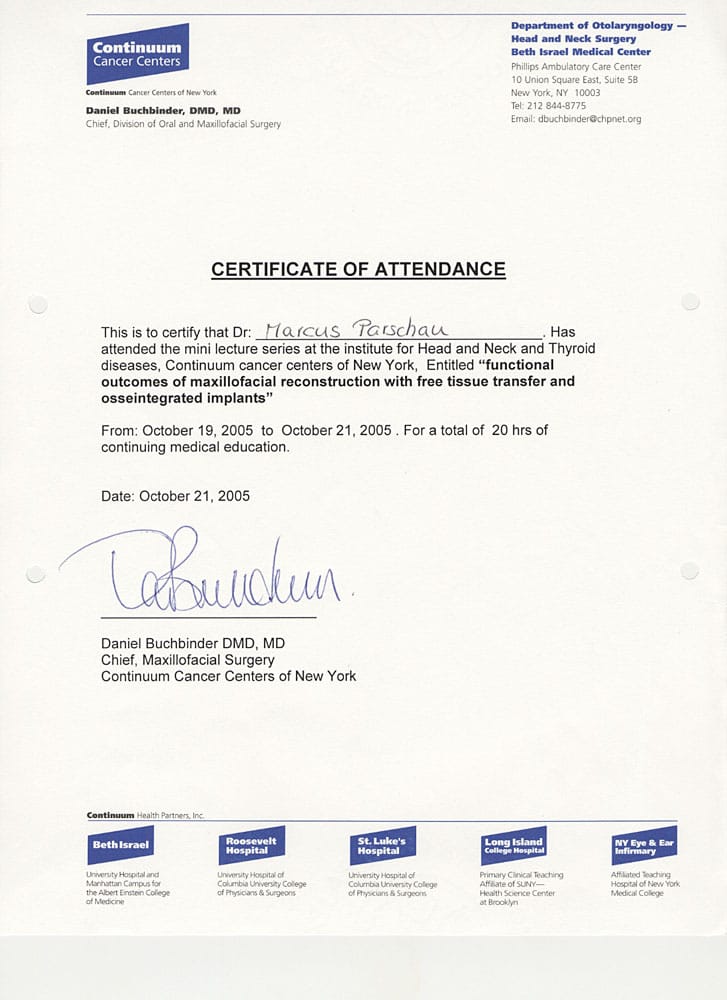 Continuum
Cancer Centers
Continuum Cancer Centers of New York
Daniel Buchbinder, DMD, MD
Chief, Division of Oral and Maxillofacial Surgery
Department of Otolaryngology —
Head and Neck Surgery
Beth Israel Medical Center
Phillips Ambulatory Care Center
10 Union Square East, Suite 5B
New York, NY 10003
Tel: 212 844-8775
Email: dbuchbinder@chpnet.org
CERTIFICATE OF ATTENDANCE
This is to certify that Dr: Marcus Parschau. Has
attended the mini lecture series at the institute for Head and Neck and Thyroid
diseases, Continuum cancer centers of New York, Entitled “functional
outcomes of maxillofacial reconstruction with free tissue transfer and
osseintegrated implants”
From: October 19, 2005 to October 21, 2005 . For a total of 20 hrs of
continuing medical education.
Date: October 21, 2005
Daniel Buchbinder DMD, MD
Chief, Maxillofacial Surgery
Continuum Cancer Centers of New York
Continuum Health Partners, Inc.
Beth Israel
University Hospital and
Manhattan Campus for
the Albert Einstein College
of Medicine
Roosevelt
Hospital
University Hospital of
Columbia University College
of Physicians & Surgeons
St. Luke's
Hospital
University Hospital of
Columbia University College
of Physicians & Surgeons
Long Island
College Hospital
Primary Clinical Teaching
Affiliate of SUNY—
Health Science Center
at Brooklyn
NY Eye & Ear
Infirmary
Affiliated Teaching
Hospital of New York
Medical College